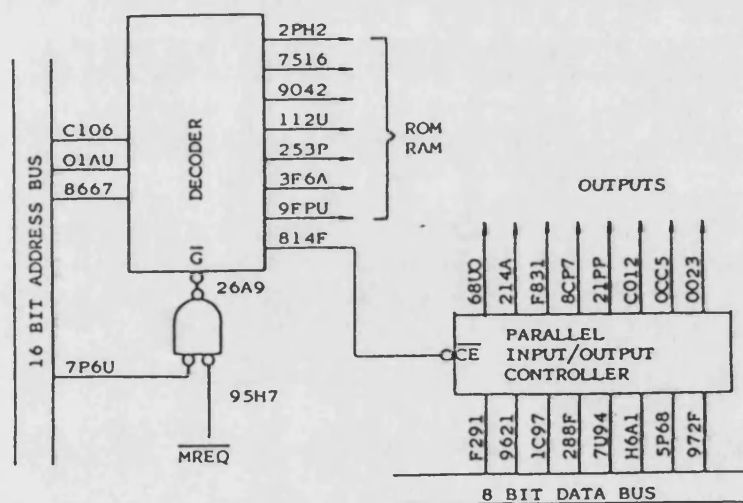 2PH2
7516
9042
112U
253P
3F6A
9FPU
814F
ROM
RAM
C106
O1AU
8667
DECODER
G1
16 BIT ADDRESS BUS
26A9
7P6U
95H7
MREQ
OUTPUTS
68U0
214A
F831
8CP7
21PP
C012
0CC5
0023
CE
PARALLEL
INPUT/OUTPUT
CONTROLLER
F291
9621
1C97
288F
7U94
H6A1
5P68
972F
8 BIT DATA BUS